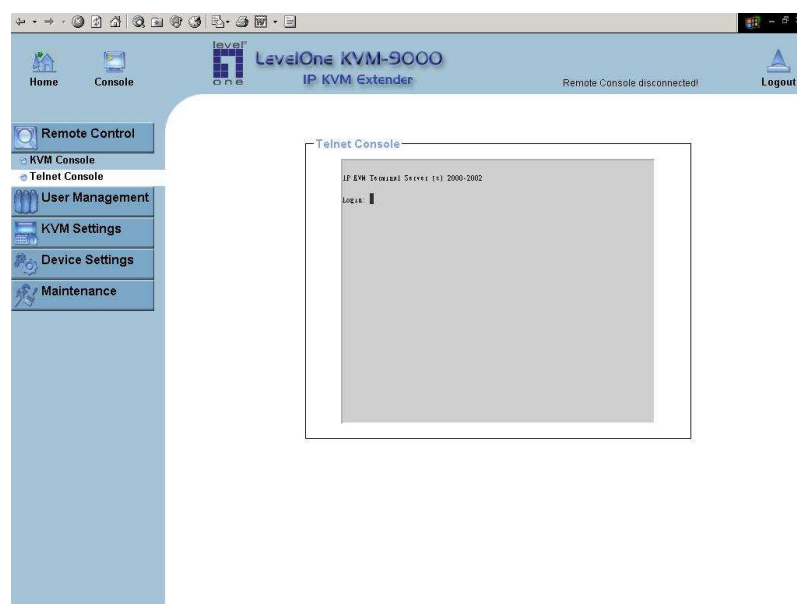 level
one
LevelOne KVM-9000
IP KVM Extender
Home
Console
Remote Console disconnected!
Logout
Remote Control
KVM Console
Telnet Console
User Management
KVM Settings
Device Settings
Maintenance
Telnet Console
IP KVM Terminal Server (c) 2000-2002
Login: